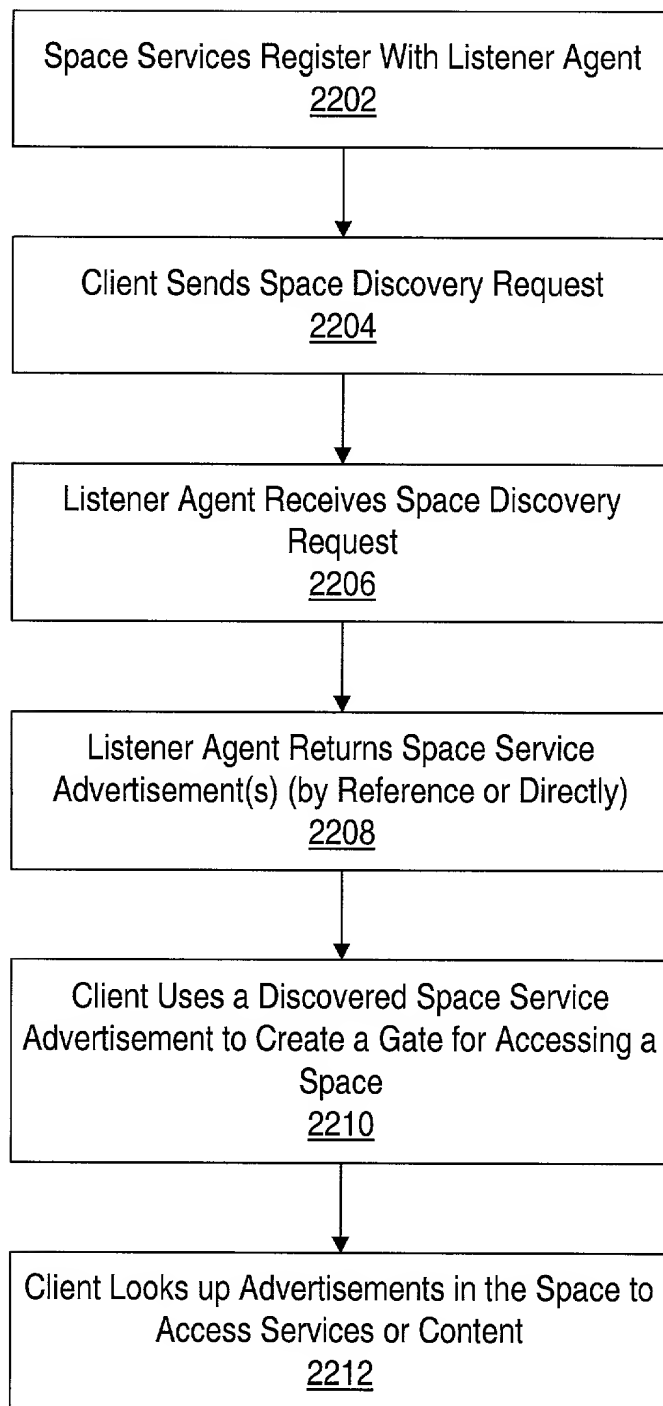 Space Services Register With Listener Agent
2202
Client Sends Space Discovery Request
2204
Listener Agent Receives Space Discovery
Request
2206
Listener Agent Returns Space Service
Advertisement(s) (by Reference or Directly)
2208
Client Uses a Discovered Space Service
Advertisement to Create a Gate for Accessing a
Space
2210
Client Looks up Advertisements in the Space to
Access Services or Content
2212